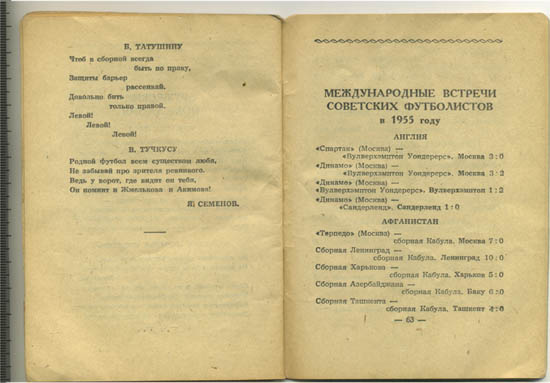 Б. ТАТУШИНУ
Чтоб в сборной всегда
быть по праву,
Защиты барьер
рассекай.
Довольно бить
только правой.
Левой!
Левой!
Левой!
В. ТУЧКУСУ
Родной футбол всем существом любя,
Не забывай про зрителя ревнивого.
Ведь у ворот, где видит он тебя,
Он помнит и Жмелькова и Акимова!
Я. СЕМЕНОВ.
МЕЖДУНАРОДНЫЕ ВСТРЕЧИ
СОВЕТСКИХ ФУТБОЛИСТОВ
в 1955 году
АНГЛИЯ
«Спартак» (Москва) —
«Вулверхэмптон Уондерерс». Москва 3:0
«Динамо» (Москва) —
«Вулверхэмптон Уондерерс». Москва 3:2
«Динамо» (Москва) —
«Вулверхэмптон Уондерерс». Вулверхэмптон 1:2
«Динамо» (Москва) —
«Сандерленд». Сандерленд 1:0
АФГАНИСТАН
«Торпедо» (Москва) —
сборная Кабула. Москва 7:0
Сборная Ленинград —
сборная Кабула. Ленинград 10:0
Сборная Харькова —
сборная Кабула. Харьков 5:0
Сборная Азербайджана —
сборная Кабула. Баку 6:0
Сборная Ташкента —
сборная Кабула. Ташкент 4:0
— 63 —